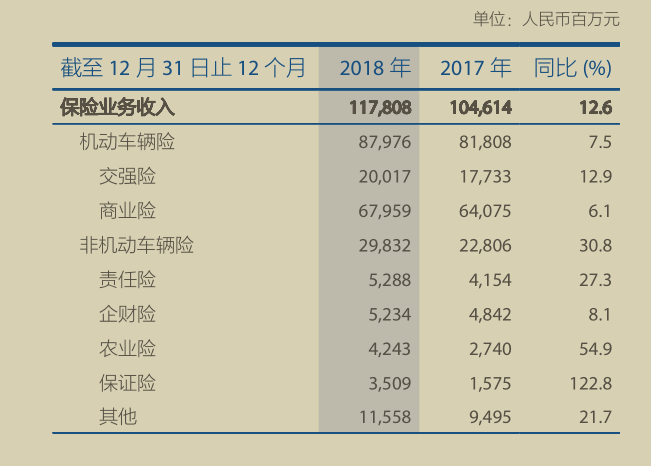 单位：人民币百万元
截至 12 月 31 日止 12 个月 2018 年 2017 年 同比 (%)
保险业务收入 117,808 104,614 12.6
机动车辆险 87,976 81,808 7.5
交强险 20,017 17,733 12.9
商业险 67,959 64,075 6.1
非机动车辆险 29,832 22,806 30.8
责任险 5,288 4,154 27.3
企财险 5,234 4,842 8.1
农业险 4,243 2,740 54.9
保证险 3,509 1,575 122.8
其他 11,558 9,495 21.7